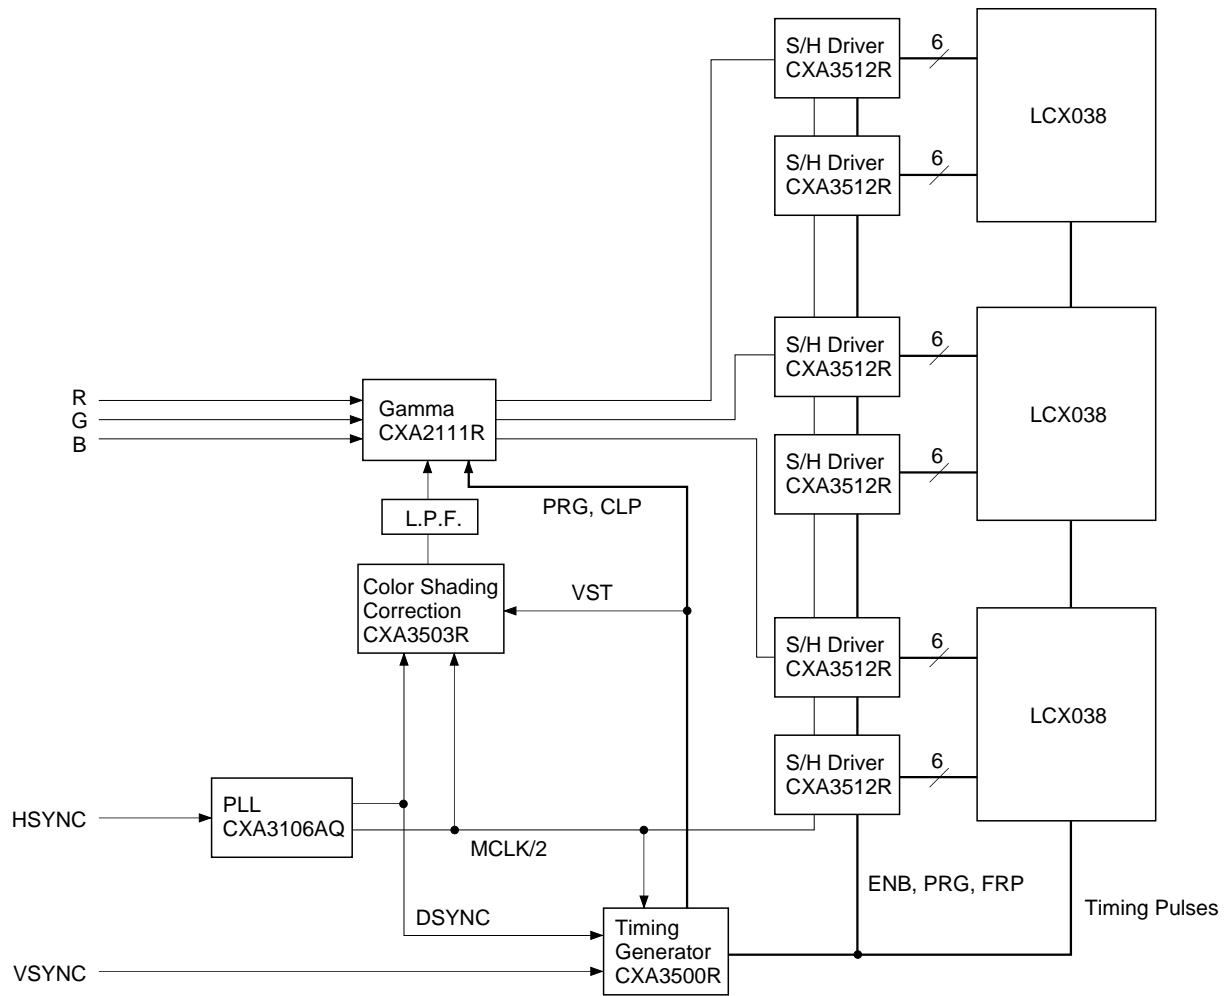 S/H Driver
CXA3512R
6
LCX038
S/H Driver
CXA3512R
6
S/H Driver
CXA3512R
6
R
G
B
Gamma
CXA2111R
LCX038
S/H Driver
CXA3512R
6
PRG, CLP
L.P.F.
Color Shading
Correction
CXA3503R
VST
S/H Driver
CXA3512R
6
LCX038
S/H Driver
CXA3512R
6
HSYNC
PLL
CXA3106AQ
MCLK/2
ENB, PRG, FRP
Timing Pulses
DSYNC
Timing
Generator
CXA3500R
VSYNC